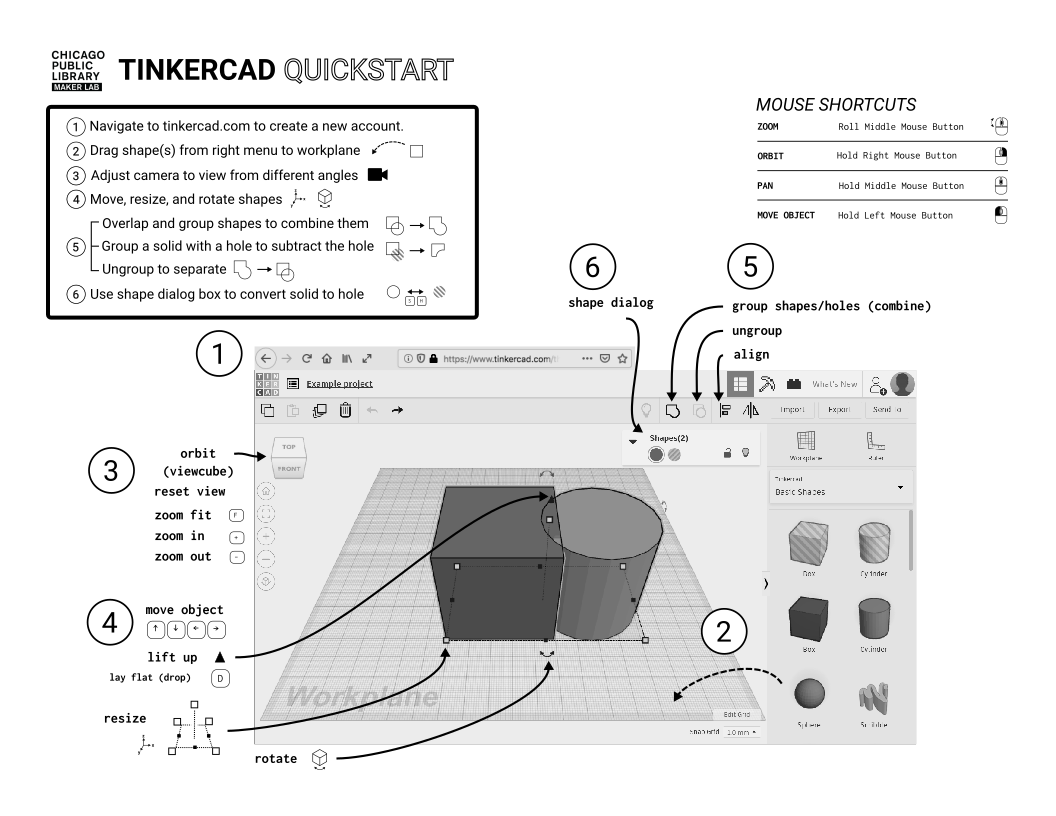 CHICAGO
PUBLIC
LIBRARY
MAKER LAB
TINKERCAD QUICKSTART
1 Navigate to tinkercad.com to create a new account.
2 Drag shape(s) from right menu to workplane
3 Adjust camera to view from different angles
4 Move, resize, and rotate shapes
5
Overlap and group shapes to combine them
Group a solid with a hole to subtract the hole
Ungroup to separate
6 Use shape dialog box to convert solid to hole
S H
MOUSE SHORTCUTS
ZOOM Roll Middle Mouse Button
ORBIT Hold Right Mouse Button
PAN Hold Middle Mouse Button
MOVE OBJECT Hold Left Mouse Button
6
shape dialog
5
group shapes/holes (combine)
ungroup
align
1
https://www.tinkercad.com/
TIN
KER
CAD
Example project
What's New
Import
Export
Send To
Shapes(2)
Workplane
Ruler
Tinkercad
Basic Shapes
Box
Cylinder
Box
Cylinder
Sphere
Scribble
TOP
FRONT
3
orbit
(viewcube)
reset view
zoom fit F
zoom in +
zoom out -
4
move object
↑ ↓ ← →
lift up
lay flat (drop) D
resize
rotate
2
Workplane
Edit Grid
Snap Grid 1.0 mm